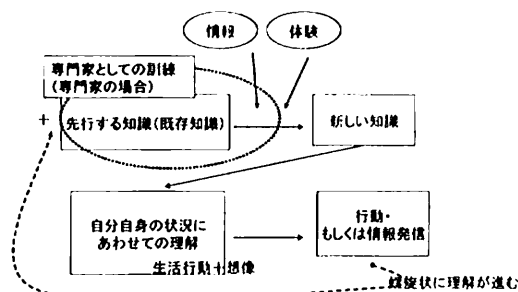 情報
体験
専門家としての訓練
(専門家の場合)
+
先行する知識(既存知識)
新しい知識
自分自身の状況に
あわせての理解
生活行動+想像
行動・
もしくは情報発信
螺旋状に理解が進む